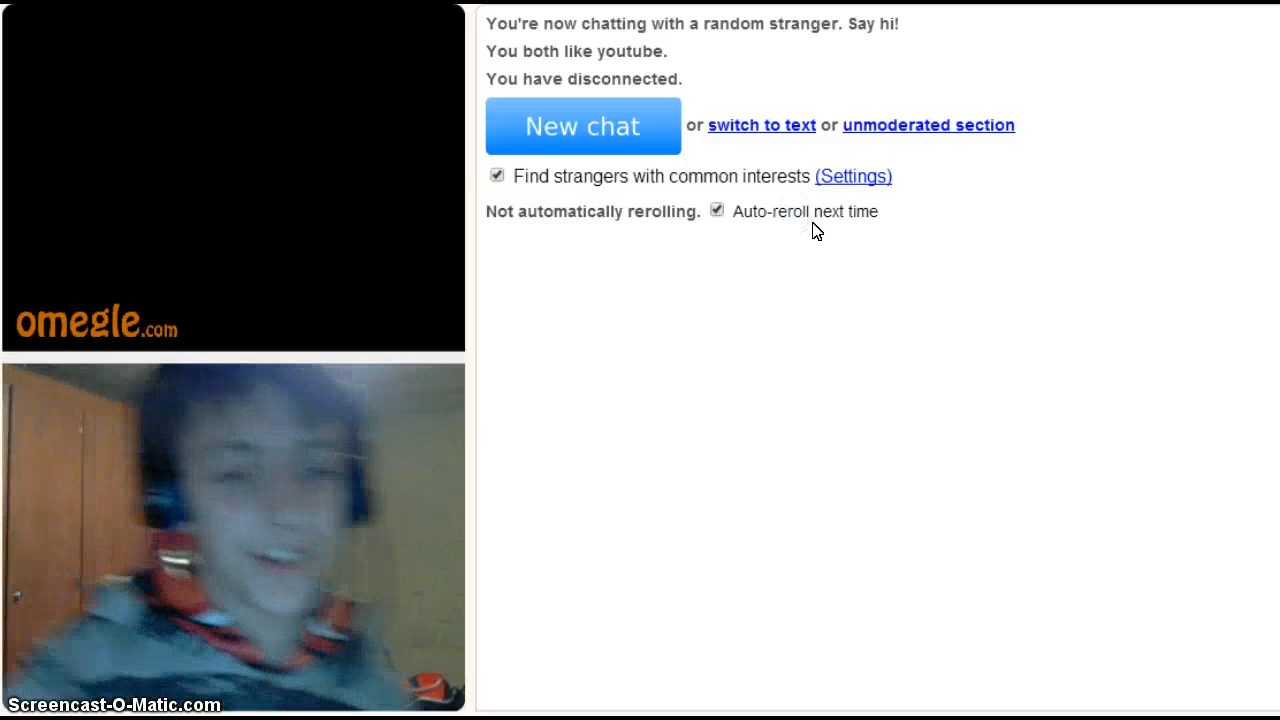 You're now chatting with a random stranger. Say hi!
You both like youtube.
You have disconnected.
New chat or switch to text or unmoderated section
Find strangers with common interests (Settings)
Not automatically rerolling. Auto-reroll next time
omegle.com
Screencast-O-Matic.com